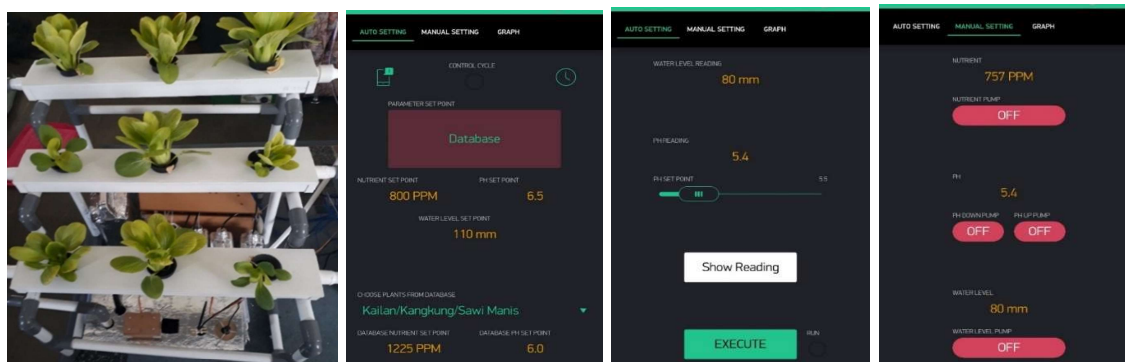 AUTO SETTING MANUAL SETTING GRAPH
CONTROL CYCLE
PARAMETER SET POINT
Database
NUTRIENT SET POINT PH SET POINT
800 PPM 6.5
WATER LEVEL SET POINT
110 mm
CHOOSE PLANTS FROM DATABASE
Kailan/Kangkung/Sawi Manis
DATABASE NUTRIENT SET POINT DATABASE PH SET POINT
1225 PPM 6.0
AUTO SETTING MANUAL SETTING GRAPH
WATER LEVEL READING
80 mm
PH READING
5.4
PH SET POINT 5.5
Show Reading
EXECUTE RUN
AUTO SETTING MANUAL SETTING GRAPH
NUTRIENT
757 PPM
NUTRIENT PUMP
OFF
PH
5.4
PH DOWN PUMP PH UP PUMP
OFF OFF
WATER LEVEL
80 mm
WATER LEVEL PUMP
OFF